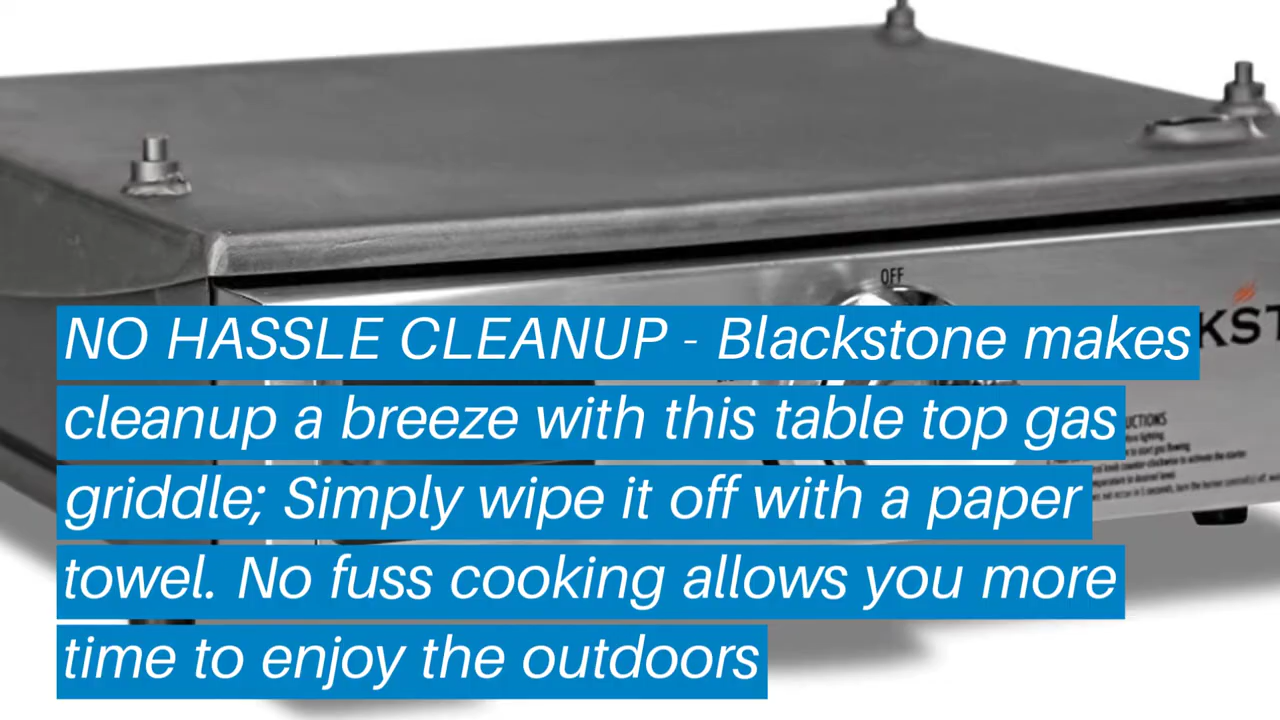 OFF
NO HASSLE CLEANUP - Blackstone makes
cleanup a breeze with this table top gas
griddle; Simply wipe it off with a paper
towel. No fuss cooking allows you more
time to enjoy the outdoors